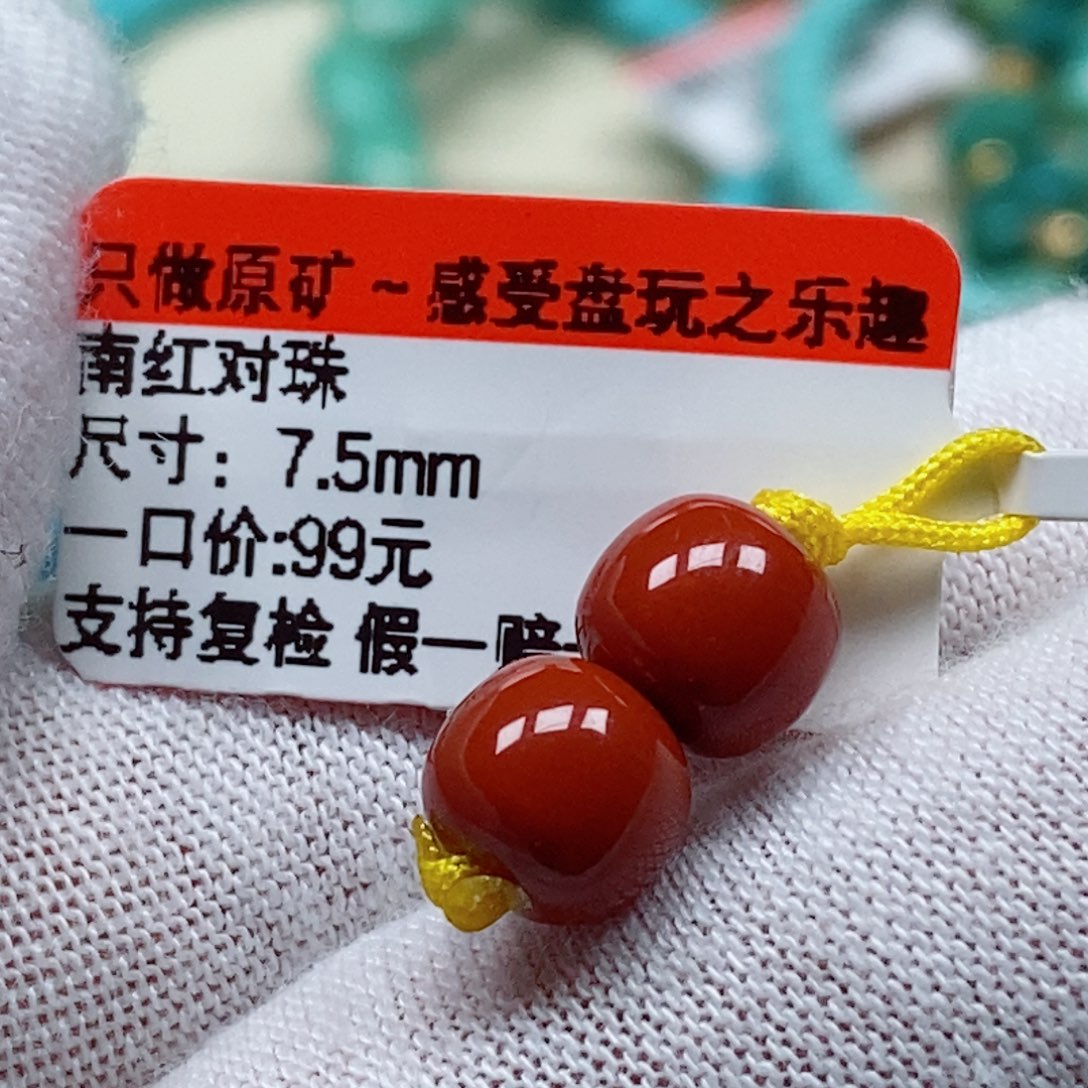 只做原矿~感受盘玩之乐趣
南红对珠
尺寸：7.5mm
一口价:99元
支持复检 假一赔